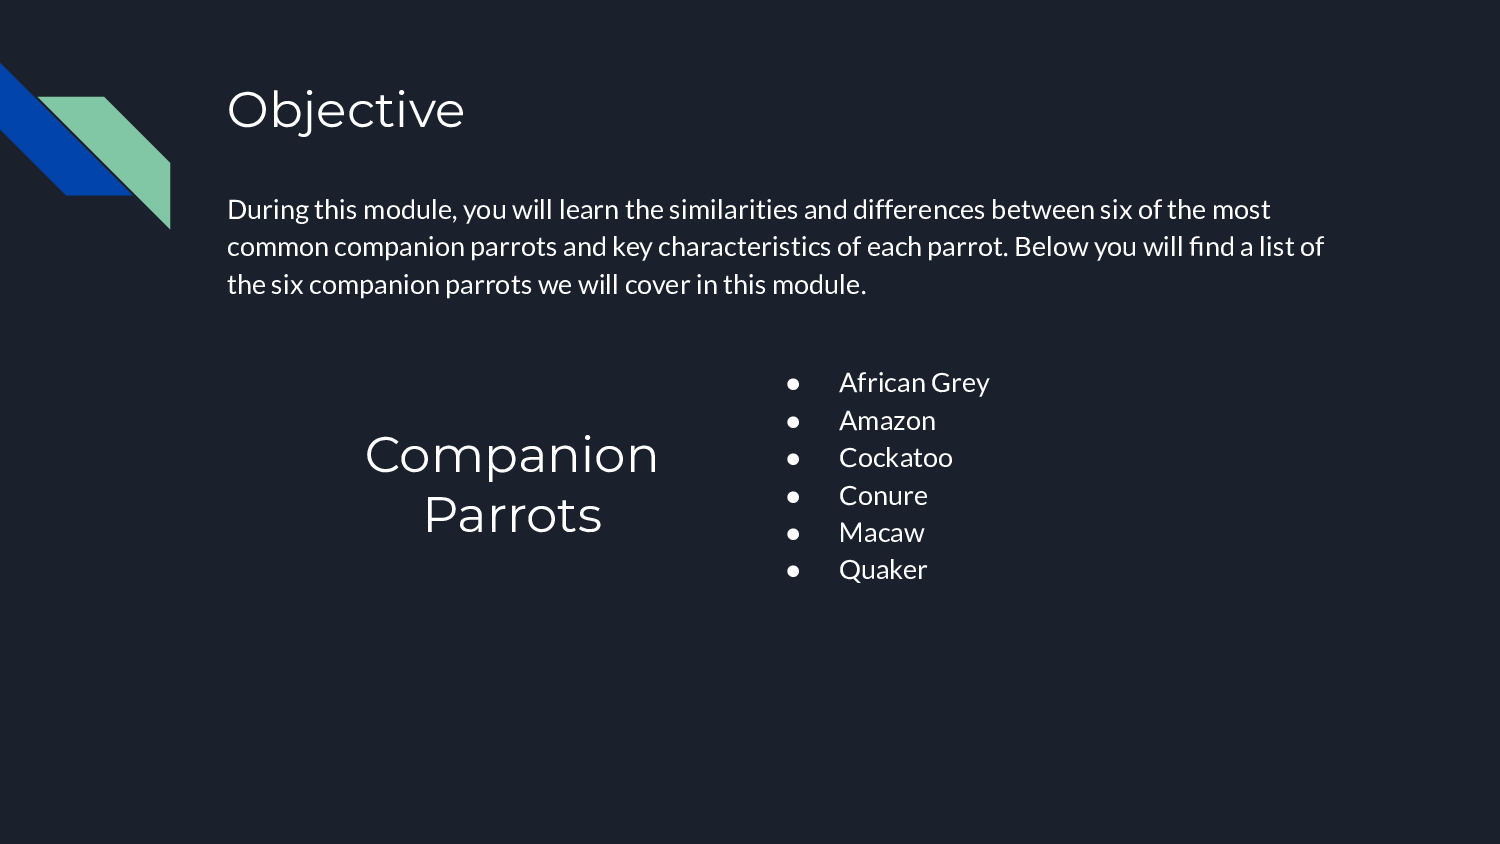 Objective
During this module, you will learn the similarities and differences between six of the most
common companion parrots and key characteristics of each parrot. Below you will find a list of
the six companion parrots we will cover in this module.
Companion
Parrots
● African Grey
● Amazon
● Cockatoo
● Conure
● Macaw
● Quaker